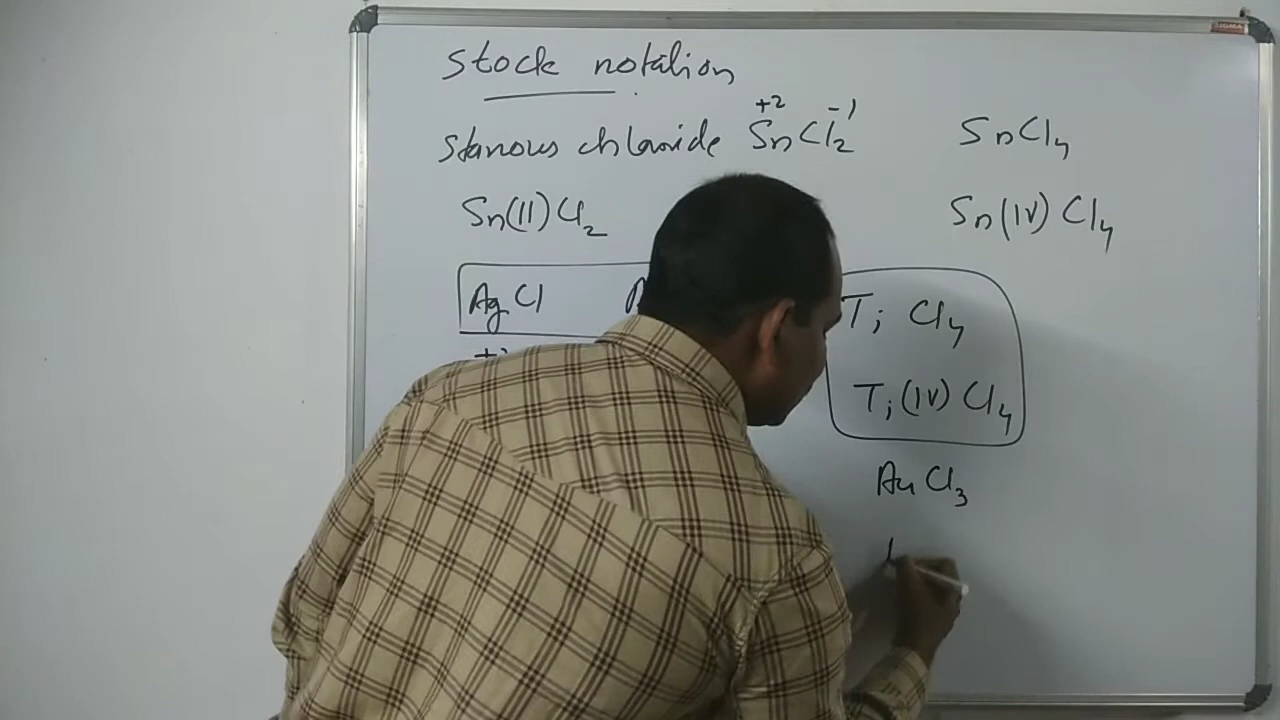 SIGMA
Stock notation
stanous chloride SnCl₂
+2 -1
SnCl₄
Sn(II)Cl₂
Sn(IV)Cl₄
AgCl
TiCl₄
Ti(IV)Cl₄
AuCl₃